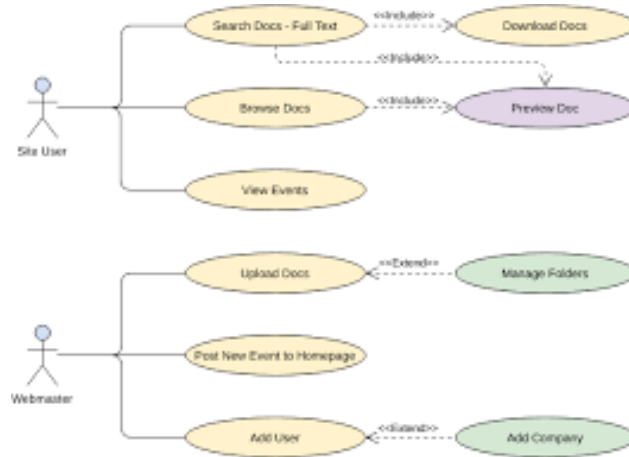 Search Docs - Full Text
<<Include>>
Download Docs
<<Include>>
Browse Docs
<<Include>>
Preview Doc
Site User
View Events
Upload Docs
<<Extend>>
Manage Folders
Post New Event to Homepage
Webmaster
Add User
<<Extend>>
Add Company